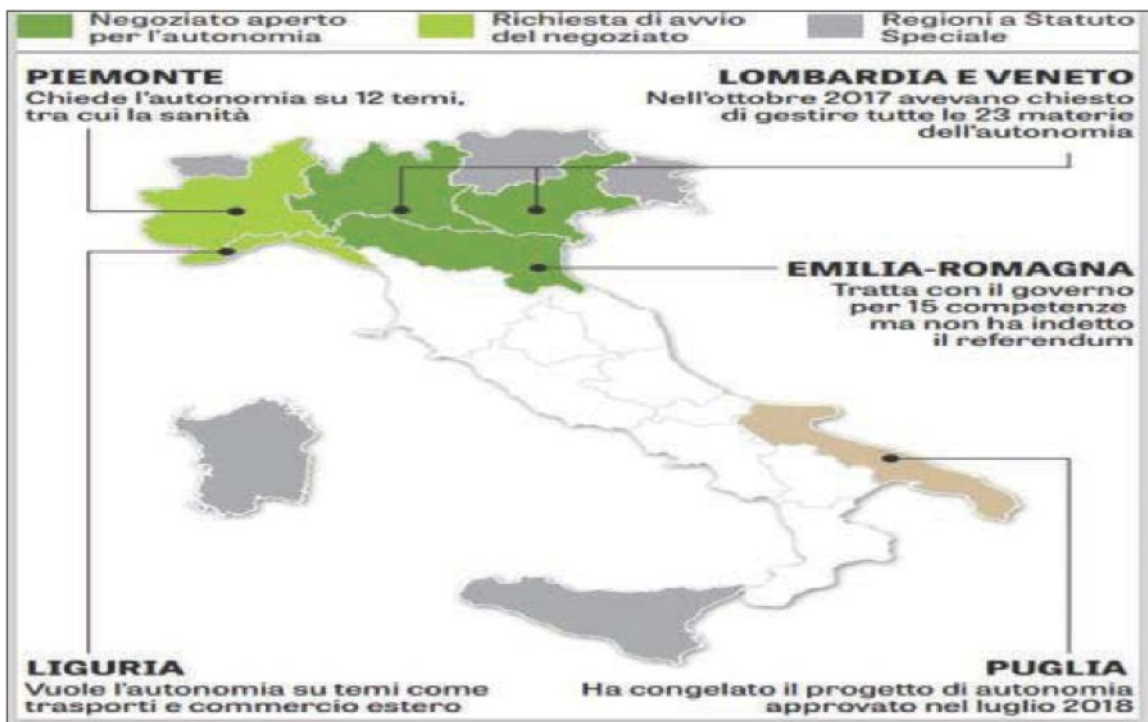 Negoziato aperto
per l'autonomia
Richiesta di avvio
del negoziato
Regioni a Statuto
Speciale
PIEMONTE
Chiede l'autonomia su 12 temi,
tra cui la sanità
LOMBARDIA E VENETO
Nell'ottobre 2017 avevano chiesto
di gestire tutte le 23 materie
dell'autonomia
EMILIA-ROMAGNA
Tratta con il governo
per 15 competenze
ma non ha indetto
il referendum
LIGURIA
Vuole l'autonomia su temi come
trasporti e commercio estero
PUGLIA
Ha congelato il progetto di autonomia
approvato nel luglio 2018